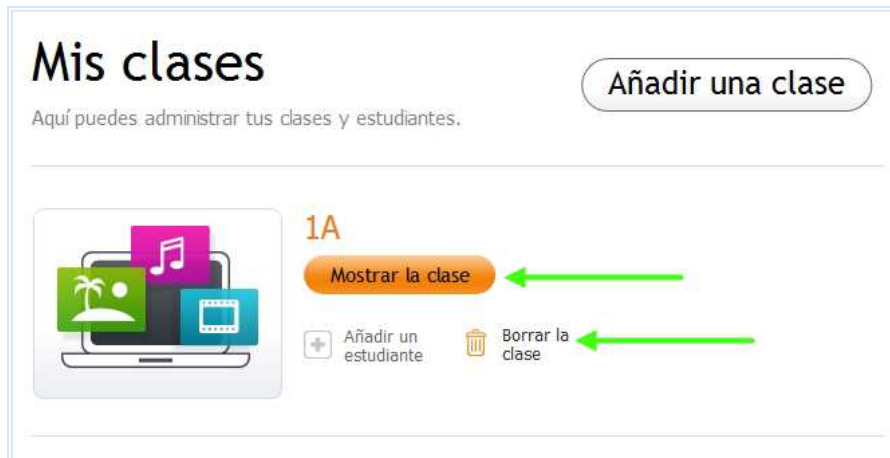 Mis clases
Añadir una clase
Aquí puedes administrar tus clases y estudiantes.
1A
Mostrar la clase
Añadir un
estudiante
Borrar la
clase